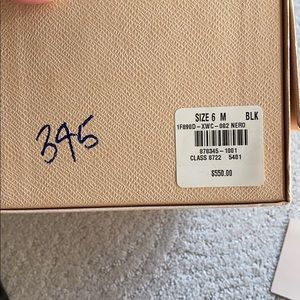 SIZE 6 M BLK
1F890D-XWC-002 NERO
878345-1001
CLASS 8722 5401
$550.00
345